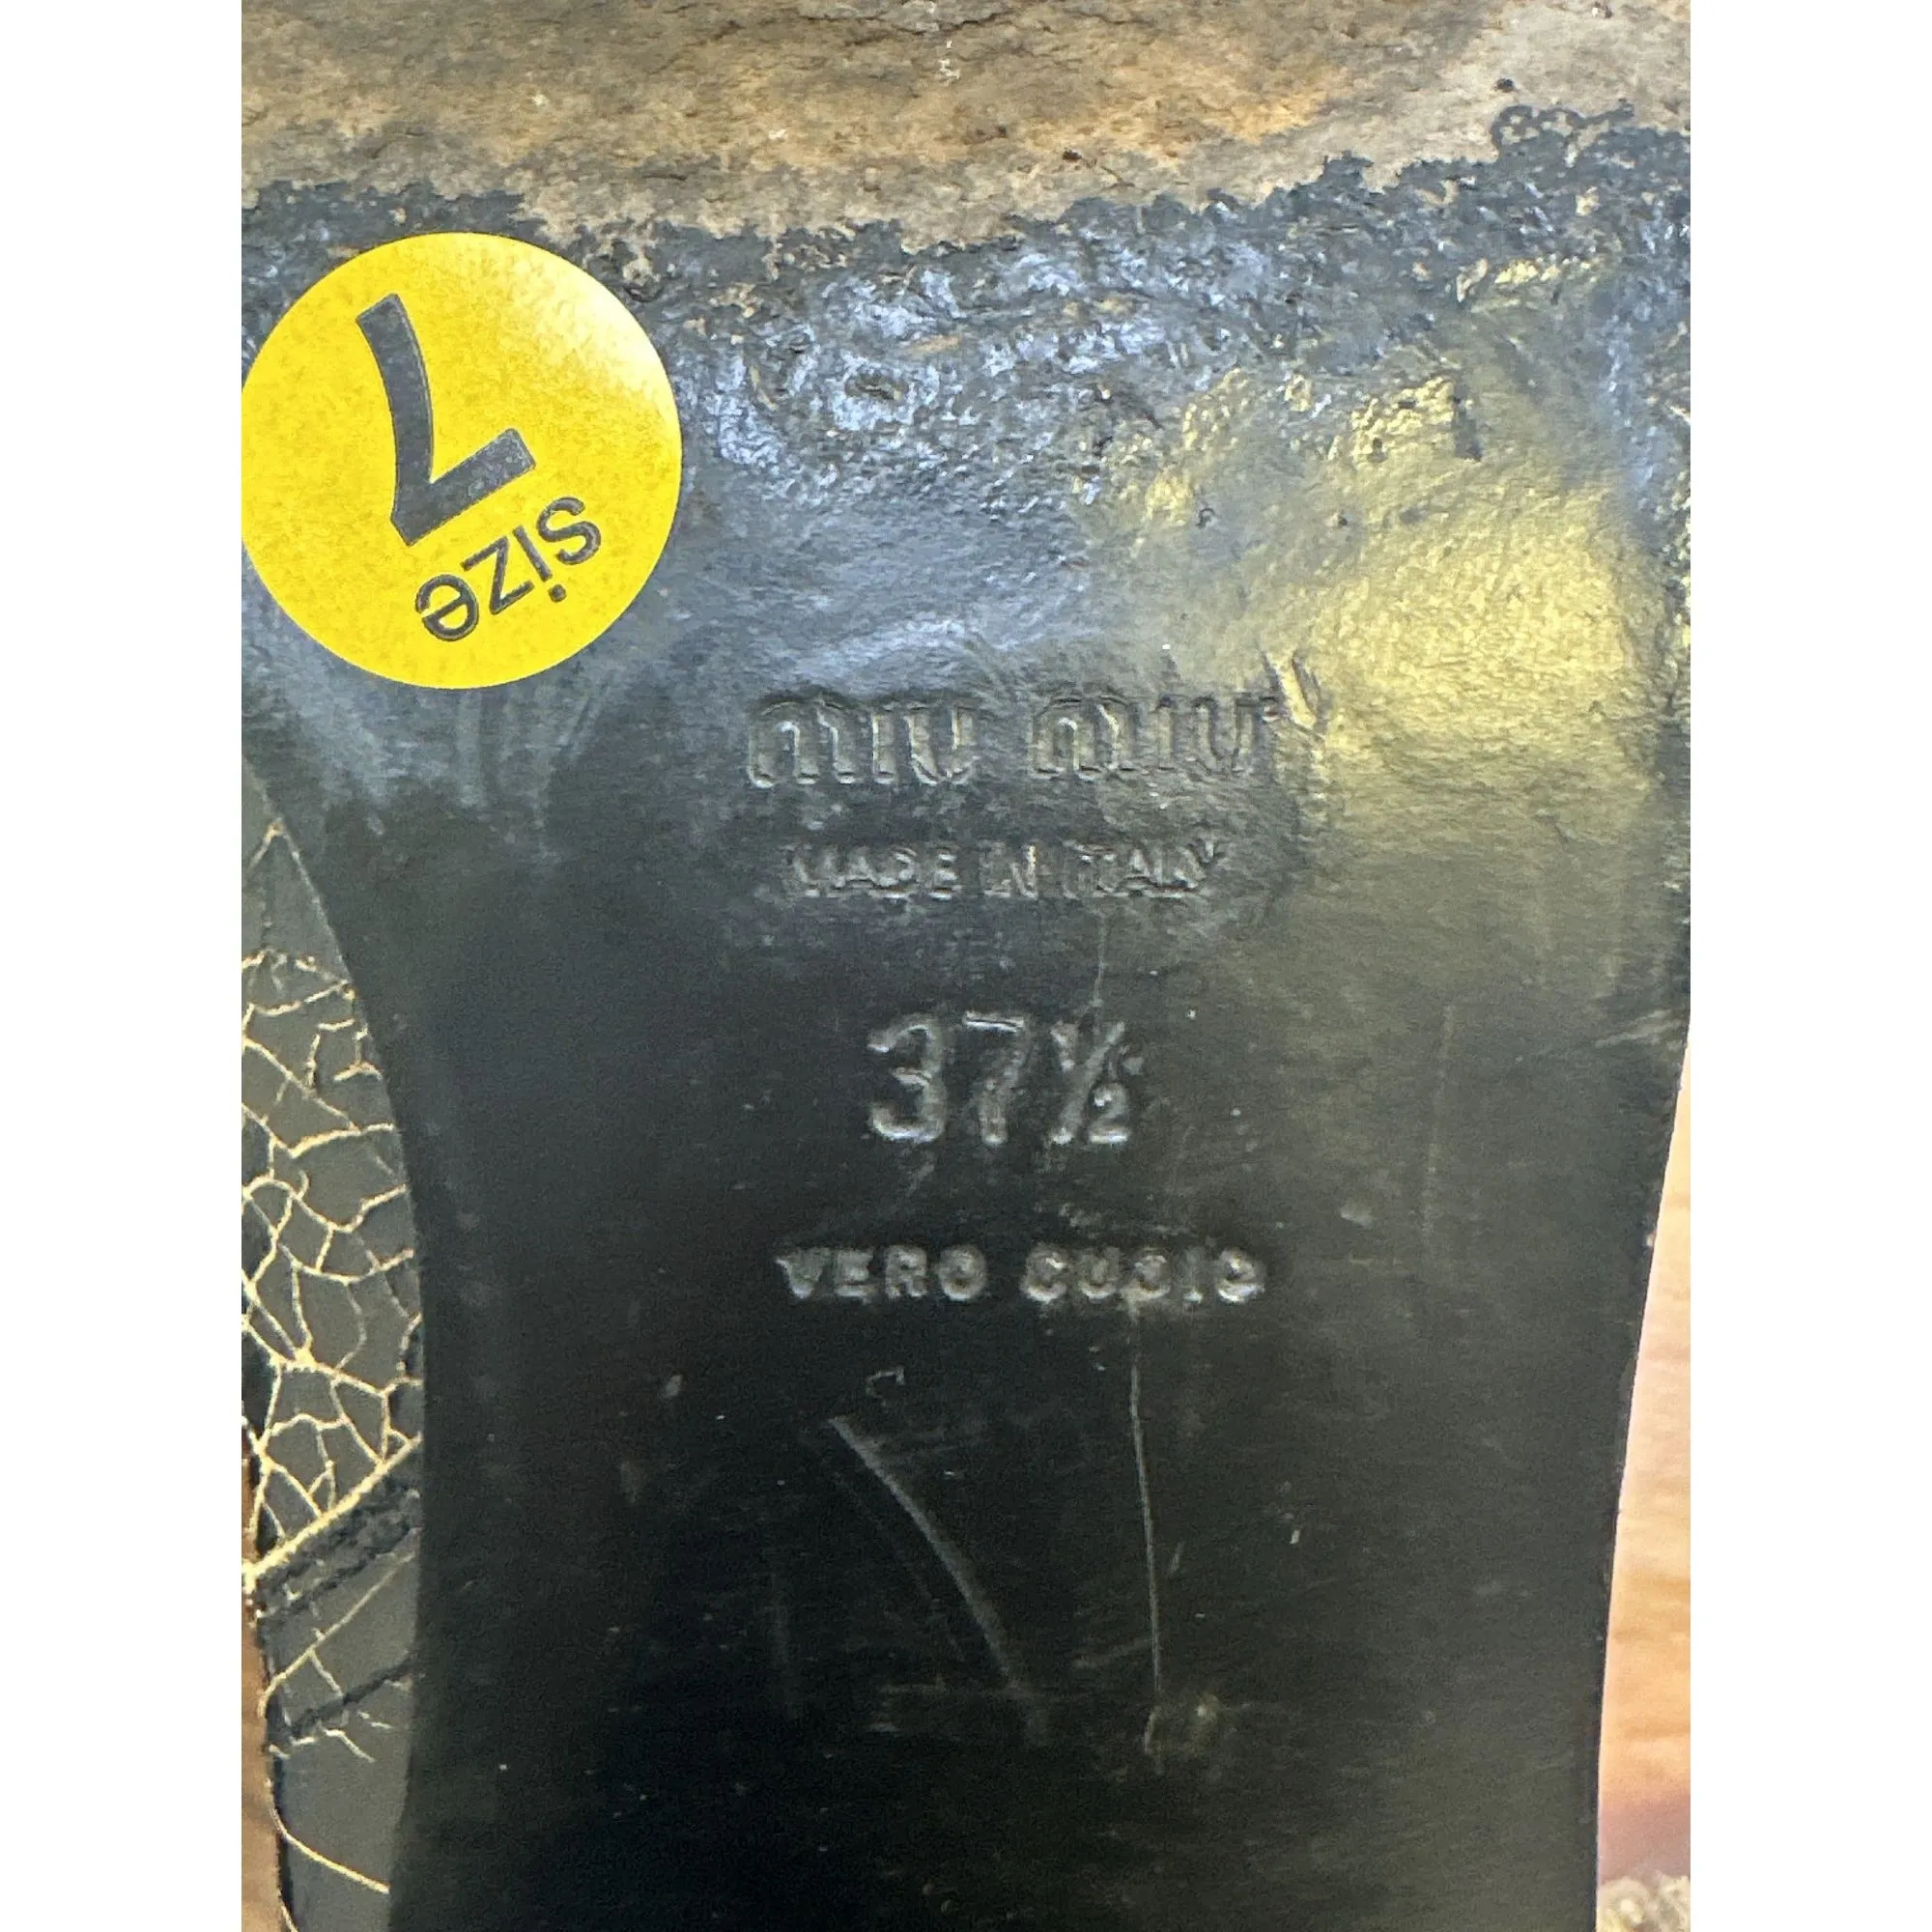 size
7
miu miu
MADE IN ITALY
37½
VERO CUOIO